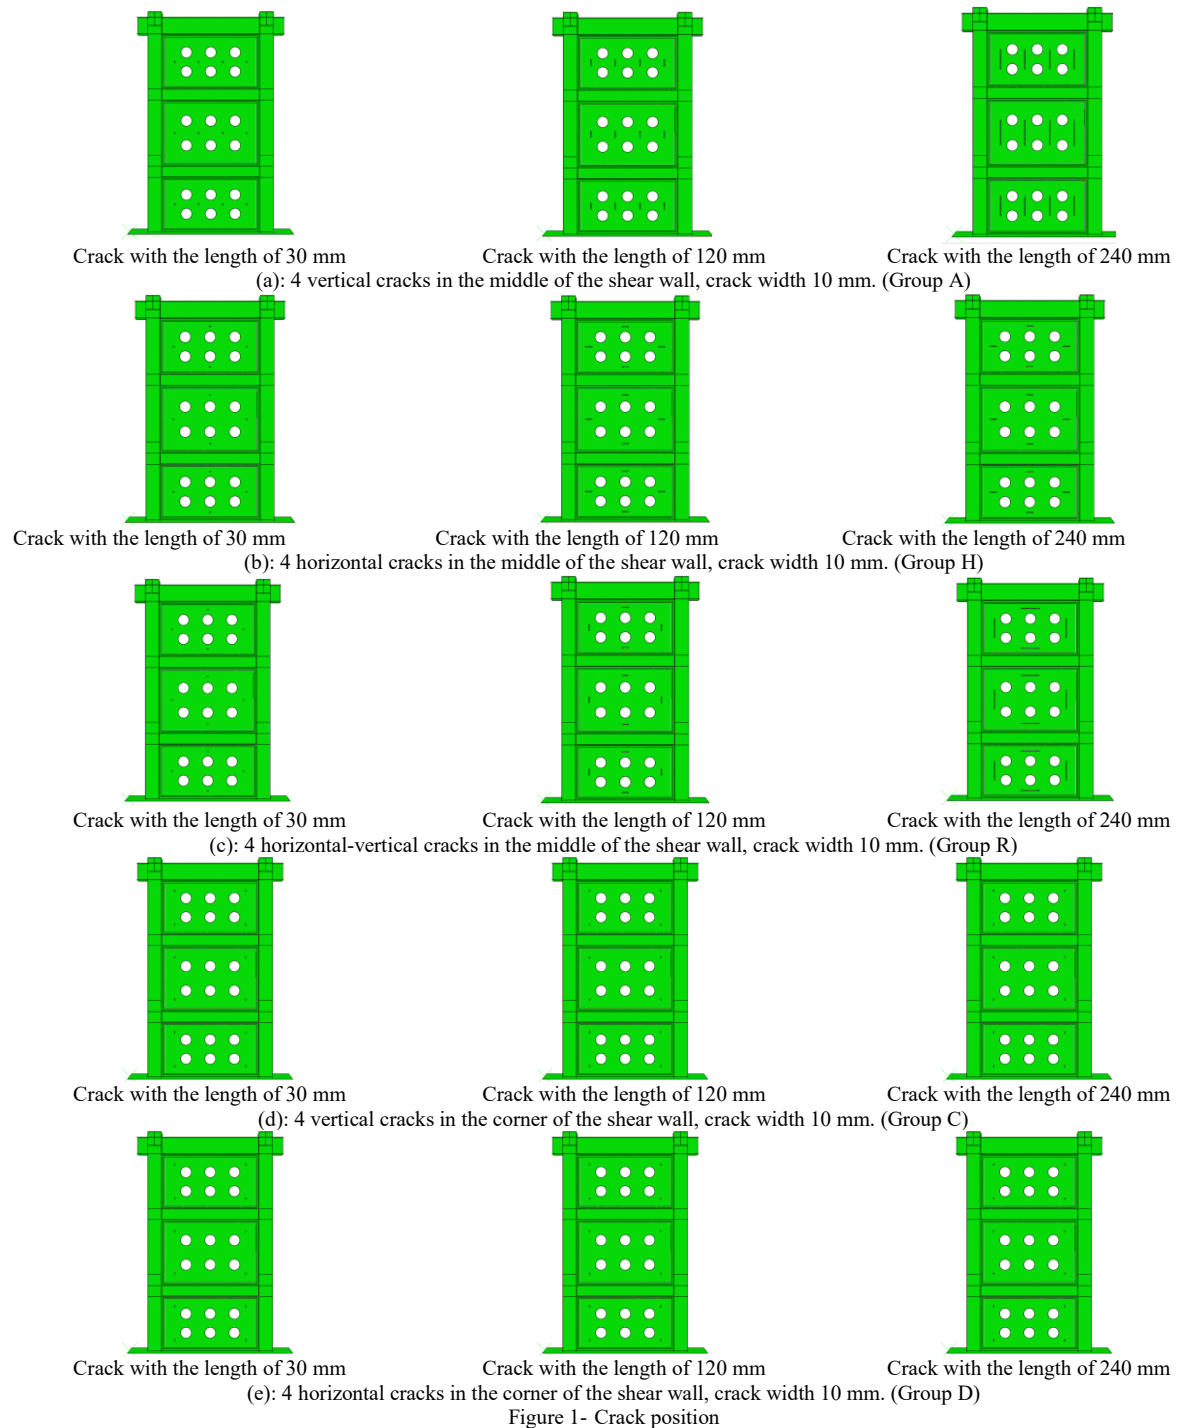 Crack with the length of 30 mm Crack with the length of 120 mm Crack with the length of 240 mm
(a): 4 vertical cracks in the middle of the shear wall, crack width 10 mm. (Group A)
Crack with the length of 30 mm Crack with the length of 120 mm Crack with the length of 240 mm
(b): 4 horizontal cracks in the middle of the shear wall, crack width 10 mm. (Group H)
Crack with the length of 30 mm Crack with the length of 120 mm Crack with the length of 240 mm
(c): 4 horizontal-vertical cracks in the middle of the shear wall, crack width 10 mm. (Group R)
Crack with the length of 30 mm Crack with the length of 120 mm Crack with the length of 240 mm
(d): 4 vertical cracks in the corner of the shear wall, crack width 10 mm. (Group C)
Crack with the length of 30 mm Crack with the length of 120 mm Crack with the length of 240 mm
(e): 4 horizontal cracks in the corner of the shear wall, crack width 10 mm. (Group D)
Figure 1- Crack position